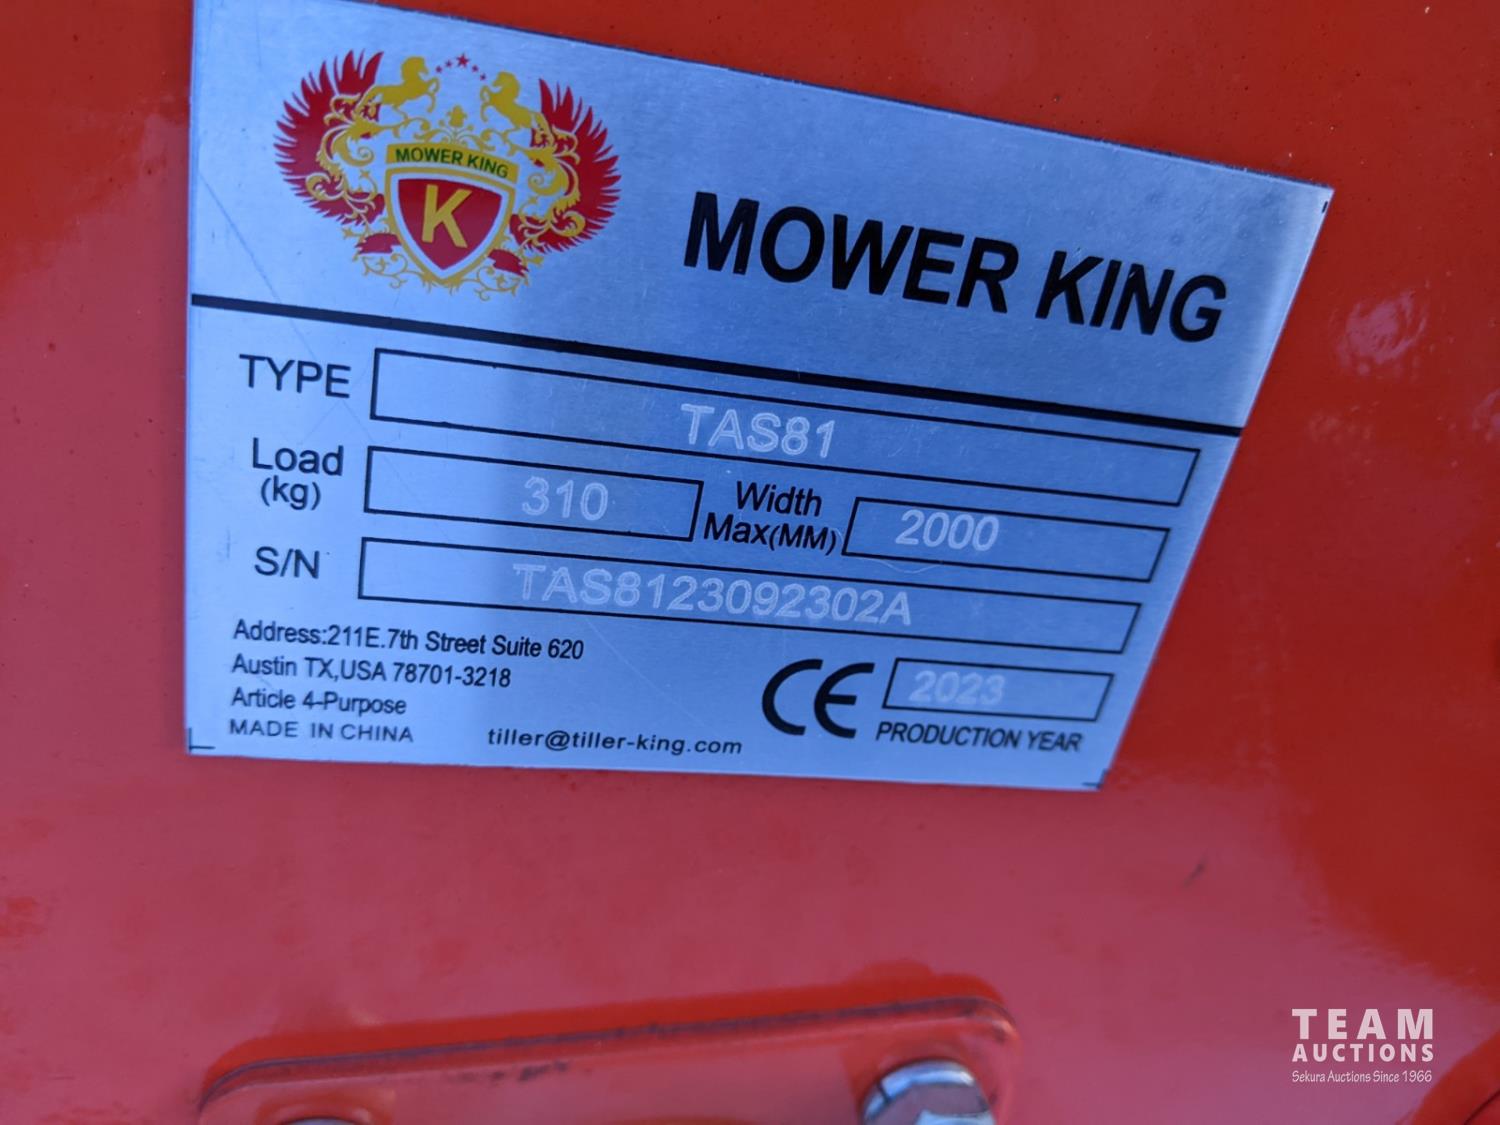 MOWER KING
K
MOWER KING
TYPE TAS81
Load (kg) 310 Width Max(MM) 2000
S/N TAS8123092302A
Address:211E.7th Street Suite 620
Austin TX,USA 78701-3218
Article 4-Purpose
MADE IN CHINA
tiller@tiller-king.com
CE 2023
PRODUCTION YEAR
TEAM
AUCTIONS
Sekura Auctions Since 1966